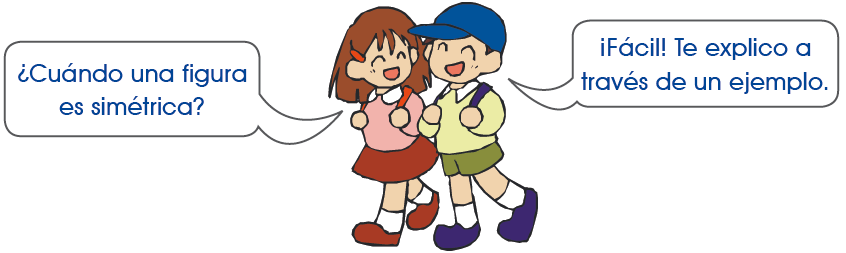 ¿Cuándo una figura
es simétrica?
¡Fácil! Te explico a
través de un ejemplo.